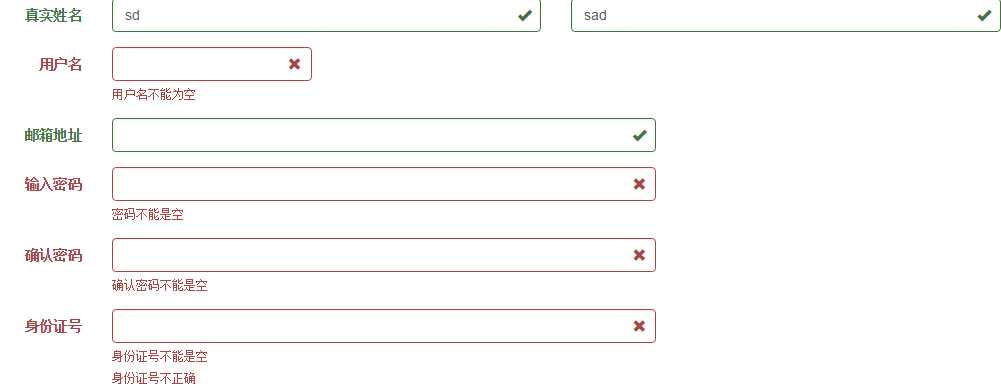 真实姓名 sd sad
用户名
用户名不能为空
邮箱地址
输入密码
密码不能是空
确认密码
确认密码不能是空
身份证号
身份证号不能是空
身份证号不正确